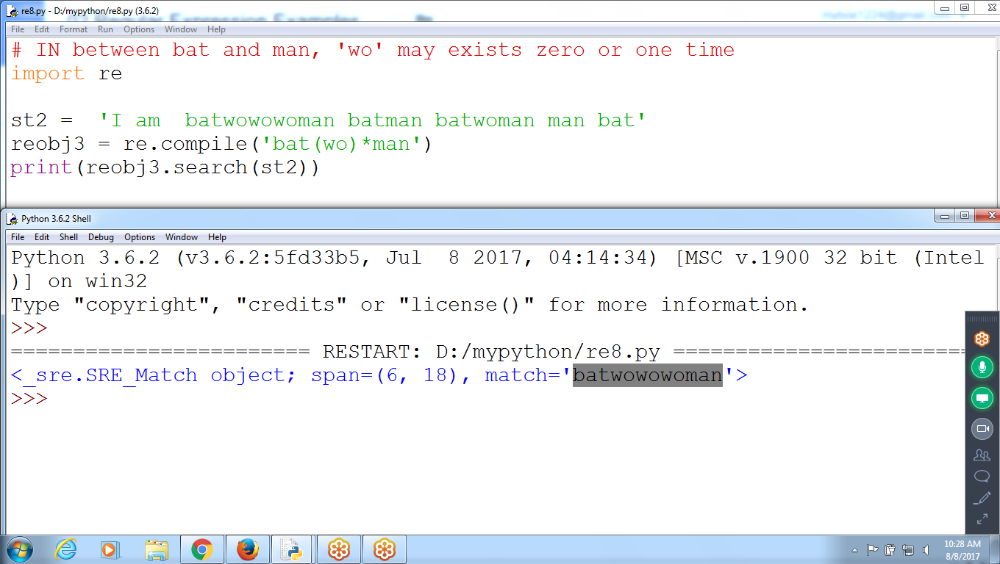 re8.py - D:/mypython/re8.py (3.6.2)
File Edit Format Run Options Window Help
# IN between bat and man, 'wo' may exists zero or one time
import re
st2 =  'I am  batwowowoman batman batwoman man bat'
reobj3 = re.compile('bat(wo)*man')
print(reobj3.search(st2))
Python 3.6.2 Shell
File Edit Shell Debug Options Window Help
Python 3.6.2 (v3.6.2:5fd33b5, Jul  8 2017, 04:14:34) [MSC v.1900 32 bit (Intel
)] on win32
Type "copyright", "credits" or "license()" for more information.
>>>
======================== RESTART: D:/mypython/re8.py ========================
<_sre.SRE_Match object; span=(6, 18), match='batwowowoman'>
>>>
10:28 AM
8/8/2017